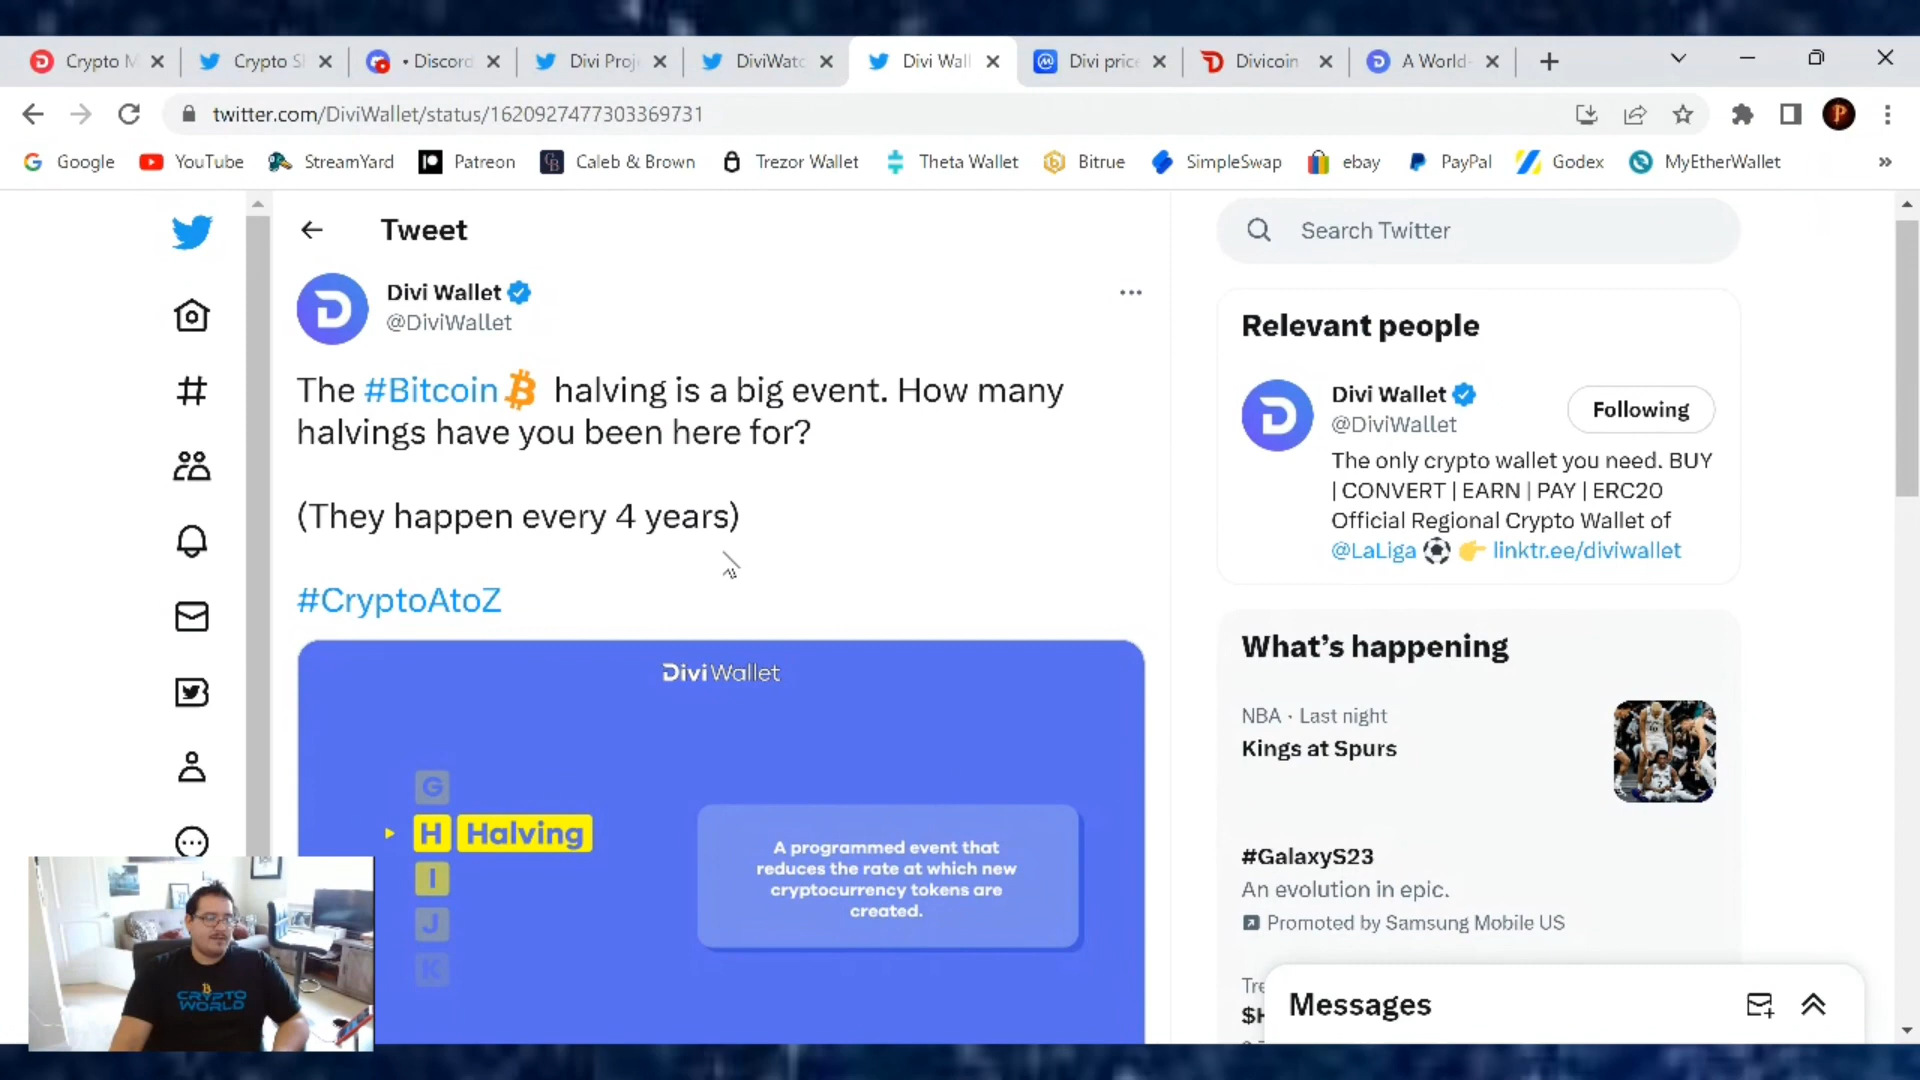 Crypto M
Crypto Sl
• Discord
Divi Proj
DiviWatc
Divi Wall
Divi price
Divicoin
A World-
twitter.com/DiviWallet/status/1620927477303369731
Google
YouTube
StreamYard
Patreon
Caleb & Brown
Trezor Wallet
Theta Wallet
Bitrue
SimpleSwap
ebay
PayPal
Godex
MyEtherWallet
Tweet
Divi Wallet
@DiviWallet
The #Bitcoin halving is a big event. How many
halvings have you been here for?
(They happen every 4 years)
#CryptoAtoZ
DiviWallet
G
H Halving
I
J
K
A programmed event that
reduces the rate at which new
cryptocurrency tokens are
created.
CRYPTO
WORLD
Search Twitter
Relevant people
Divi Wallet
@DiviWallet
Following
The only crypto wallet you need. BUY
| CONVERT | EARN | PAY | ERC20
Official Regional Crypto Wallet of
@LaLiga ⚽ 👉 linktr.ee/diviwallet
What's happening
NBA · Last night
Kings at Spurs
#GalaxyS23
An evolution in epic.
Promoted by Samsung Mobile US
Messages